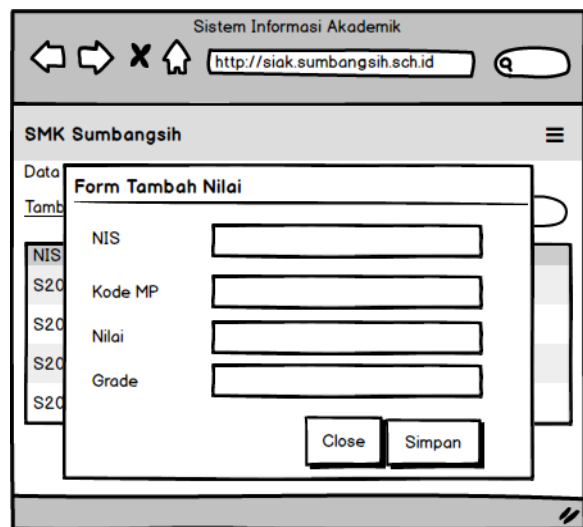 Sistem Informasi Akademik
http://siak.sumbangsih.sch.id
SMK Sumbangsih
Data
Tamb
Form Tambah Nilai
NIS
Kode MP
Nilai
Grade
NIS
S20
S20
S20
S20
Close
Simpan